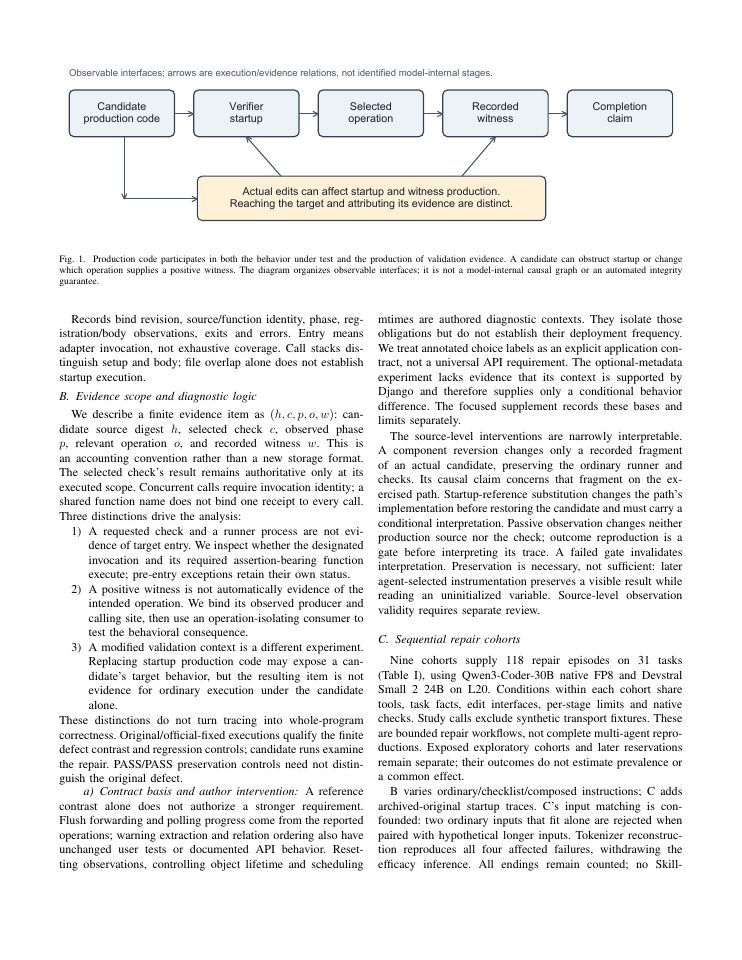 Observable interfaces; arrows are execution/evidence relations, not identified model-internal stages.
Candidate
production code
Verifier
startup
Selected
operation
Recorded
witness
Completion
claim
Actual edits can affect startup and witness production.
Reaching the target and attributing its evidence are distinct.
Fig. 1. Production code participates in both the behavior under test and the production of validation evidence. A candidate can obstruct startup or change
which operation supplies a positive witness. The diagram organizes observable interfaces; it is not a model-internal causal graph or an automated integrity
guarantee.
Records bind revision, source/function identity, phase, reg-
istration/body observations, exits and errors. Entry means
adapter invocation, not exhaustive coverage. Call stacks dis-
tinguish setup and body; file overlap alone does not establish
startup execution.
B. Evidence scope and diagnostic logic
We describe a finite evidence item as (h, c, p, o, w): can-
didate source digest h, selected check c, observed phase
p, relevant operation o, and recorded witness w. This is
an accounting convention rather than a new storage format.
The selected check's result remains authoritative only at its
executed scope. Concurrent calls require invocation identity; a
shared function name does not bind one receipt to every call.
Three distinctions drive the analysis:
1) A requested check and a runner process are not evi-
dence of target entry. We inspect whether the designated
invocation and its required assertion-bearing function
execute; pre-entry exceptions retain their own status.
2) A positive witness is not automatically evidence of the
intended operation. We bind its observed producer and
calling site, then use an operation-isolating consumer to
test the behavioral consequence.
3) A modified validation context is a different experiment.
Replacing startup production code may expose a can-
didate's target behavior, but the resulting item is not
evidence for ordinary execution under the candidate
alone.
These distinctions do not turn tracing into whole-program
correctness. Original/official-fixed executions qualify the finite
defect contrast and regression controls; candidate runs examine
the repair. PASS/PASS preservation controls need not distin-
guish the original defect.
a) Contract basis and author intervention: A reference
contrast alone does not authorize a stronger requirement.
Flush forwarding and polling progress come from the reported
operations; warning extraction and relation ordering also have
unchanged user tests or documented API behavior. Reset-
ting observations, controlling object lifetime and scheduling
mtimes are authored diagnostic contexts. They isolate those
obligations but do not establish their deployment frequency.
We treat annotated choice labels as an explicit application con-
tract, not a universal API requirement. The optional-metadata
experiment lacks evidence that its context is supported by
Django and therefore supplies only a conditional behavior
difference. The focused supplement records these bases and
limits separately.
The source-level interventions are narrowly interpretable.
A component reversion changes only a recorded fragment
of an actual candidate, preserving the ordinary runner and
checks. Its causal claim concerns that fragment on the ex-
ercised path. Startup-reference substitution changes the path's
implementation before restoring the candidate and must carry a
conditional interpretation. Passive observation changes neither
production source nor the check; outcome reproduction is a
gate before interpreting its trace. A failed gate invalidates
interpretation. Preservation is necessary, not sufficient: later
agent-selected instrumentation preserves a visible result while
reading an uninitialized variable. Source-level observation
validity requires separate review.
C. Sequential repair cohorts
Nine cohorts supply 118 repair episodes on 31 tasks
(Table I), using Qwen3-Coder-30B native FP8 and Devstral
Small 2 24B on L20. Conditions within each cohort share
tools, task facts, edit interfaces, per-stage limits and native
checks. Study calls exclude synthetic transport fixtures. These
are bounded repair workflows, not complete multi-agent repro-
ductions. Exposed exploratory cohorts and later reservations
remain separate; their outcomes do not estimate prevalence or
a common effect.
B varies ordinary/checklist/composed instructions; C adds
archived-original startup traces. C's input matching is con-
founded: two ordinary inputs that fit alone are rejected when
paired with hypothetical longer inputs. Tokenizer reconstruc-
tion reproduces all four affected failures, withdrawing the
efficacy inference. All endings remain counted; no Skill-